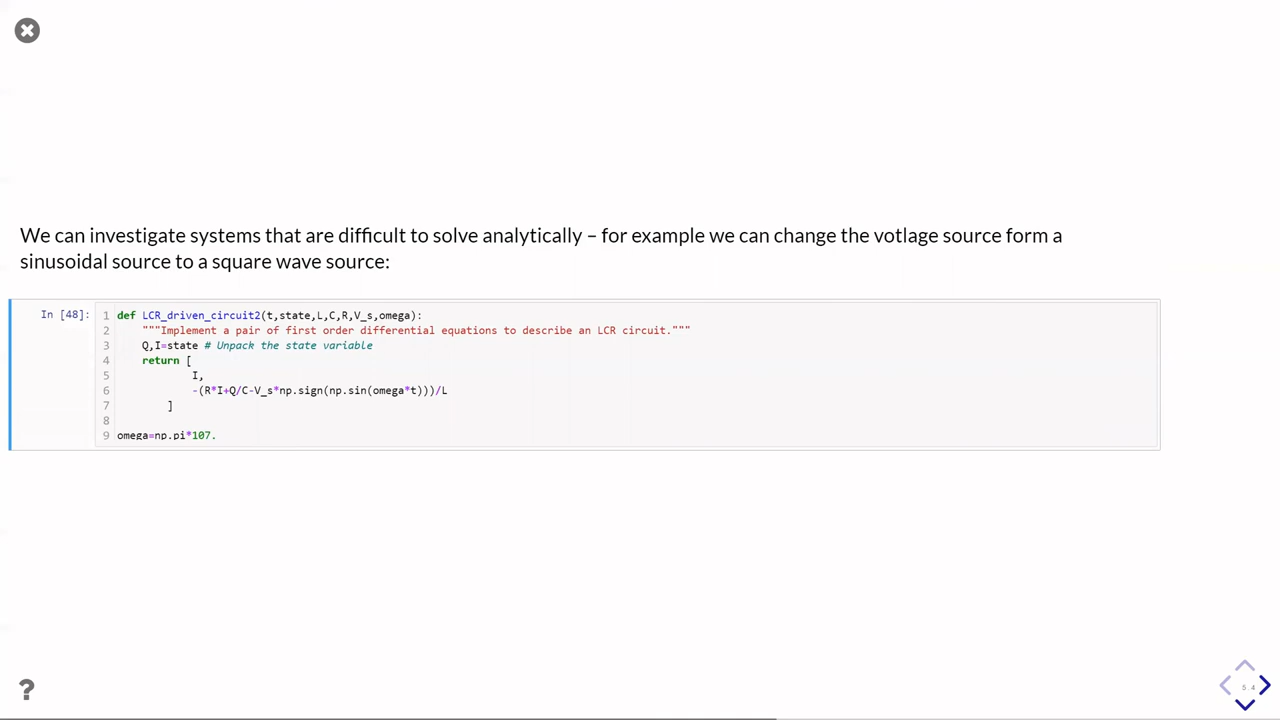 We can investigate systems that are difficult to solve analytically – for example we can change the votlage source form a
sinusoidal source to a square wave source:
In [48]:
1 def LCR_driven_circuit2(t,state,L,C,R,V_s,omega):
2     """Implement a pair of first order differential equations to describe an LCR circuit."""
3     Q,I=state # Unpack the state variable
4     return [
5             I,
6             -(R*I+Q/C-V_s*np.sign(np.sin(omega*t)))/L
7         ]
8
9 omega=np.pi*107.
?
5 4